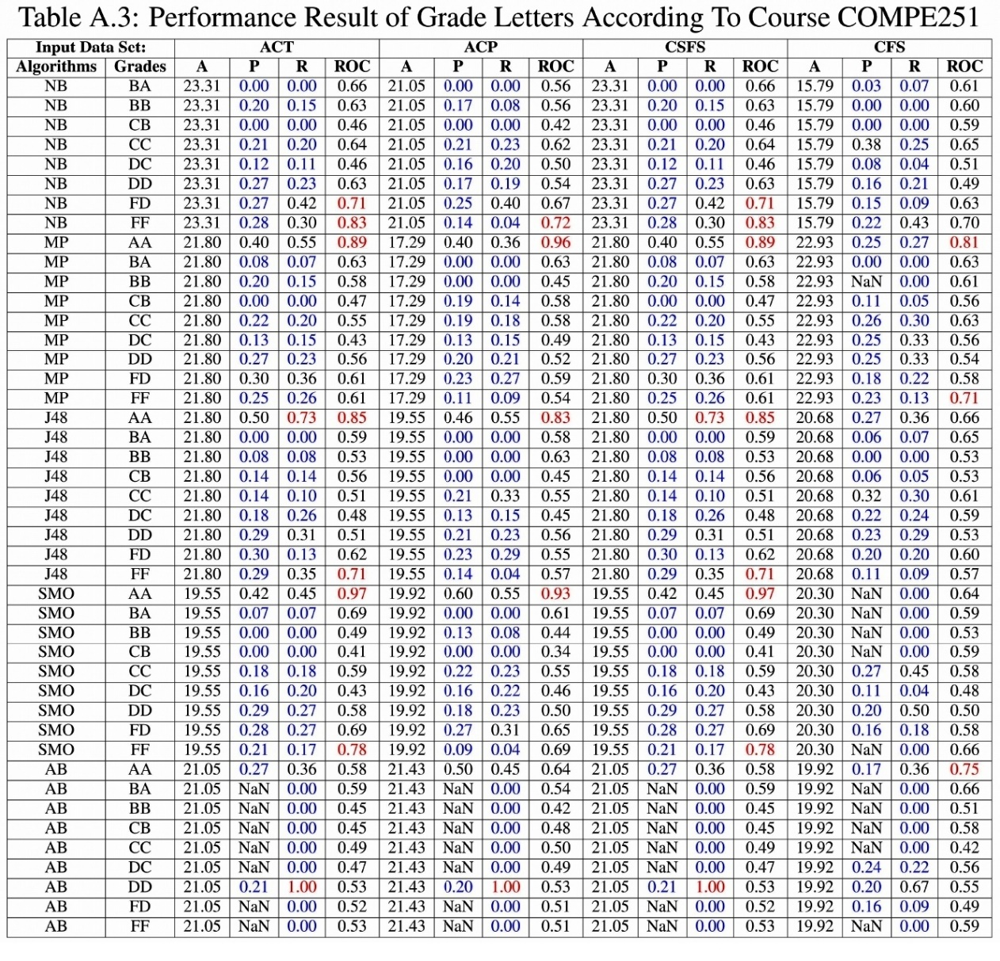 Table A.3: Performance Result of Grade Letters According To Course COMPE251
Input Data Set: ACT ACP CSFS CFS
Algorithms Grades A P R ROC A P R ROC A P R ROC A P R ROC
NB BA 23.31 0.00 0.00 0.66 21.05 0.00 0.00 0.56 23.31 0.00 0.00 0.66 15.79 0.03 0.07 0.61
NB BB 23.31 0.20 0.15 0.63 21.05 0.17 0.08 0.56 23.31 0.20 0.15 0.63 15.79 0.00 0.00 0.60
NB CB 23.31 0.00 0.00 0.46 21.05 0.00 0.00 0.42 23.31 0.00 0.00 0.46 15.79 0.00 0.00 0.59
NB CC 23.31 0.21 0.20 0.64 21.05 0.21 0.23 0.62 23.31 0.21 0.20 0.64 15.79 0.38 0.25 0.65
NB DC 23.31 0.12 0.11 0.46 21.05 0.16 0.20 0.50 23.31 0.12 0.11 0.46 15.79 0.08 0.04 0.51
NB DD 23.31 0.27 0.23 0.63 21.05 0.17 0.19 0.54 23.31 0.27 0.23 0.63 15.79 0.16 0.21 0.49
NB FD 23.31 0.27 0.42 0.71 21.05 0.25 0.40 0.67 23.31 0.27 0.42 0.71 15.79 0.15 0.09 0.63
NB FF 23.31 0.28 0.30 0.83 21.05 0.14 0.04 0.72 23.31 0.28 0.30 0.83 15.79 0.22 0.43 0.70
MP AA 21.80 0.40 0.55 0.89 17.29 0.40 0.36 0.96 21.80 0.40 0.55 0.89 22.93 0.25 0.27 0.81
MP BA 21.80 0.08 0.07 0.63 17.29 0.00 0.00 0.63 21.80 0.08 0.07 0.63 22.93 0.00 0.00 0.63
MP BB 21.80 0.20 0.15 0.58 17.29 0.00 0.00 0.45 21.80 0.20 0.15 0.58 22.93 NaN 0.00 0.61
MP CB 21.80 0.00 0.00 0.47 17.29 0.19 0.14 0.58 21.80 0.00 0.00 0.47 22.93 0.11 0.05 0.56
MP CC 21.80 0.22 0.20 0.55 17.29 0.19 0.18 0.58 21.80 0.22 0.20 0.55 22.93 0.26 0.30 0.63
MP DC 21.80 0.13 0.15 0.43 17.29 0.13 0.15 0.49 21.80 0.13 0.15 0.43 22.93 0.25 0.33 0.56
MP DD 21.80 0.27 0.23 0.56 17.29 0.20 0.21 0.52 21.80 0.27 0.23 0.56 22.93 0.25 0.33 0.54
MP FD 21.80 0.30 0.36 0.61 17.29 0.23 0.27 0.59 21.80 0.30 0.36 0.61 22.93 0.18 0.22 0.58
MP FF 21.80 0.25 0.26 0.61 17.29 0.11 0.09 0.54 21.80 0.25 0.26 0.61 22.93 0.23 0.13 0.71
J48 AA 21.80 0.50 0.73 0.85 19.55 0.46 0.55 0.83 21.80 0.50 0.73 0.85 20.68 0.27 0.36 0.66
J48 BA 21.80 0.00 0.00 0.59 19.55 0.00 0.00 0.58 21.80 0.00 0.00 0.59 20.68 0.06 0.07 0.65
J48 BB 21.80 0.08 0.08 0.53 19.55 0.00 0.00 0.63 21.80 0.08 0.08 0.53 20.68 0.00 0.00 0.53
J48 CB 21.80 0.14 0.14 0.56 19.55 0.00 0.00 0.45 21.80 0.14 0.14 0.56 20.68 0.06 0.05 0.53
J48 CC 21.80 0.14 0.10 0.51 19.55 0.21 0.33 0.55 21.80 0.14 0.10 0.51 20.68 0.32 0.30 0.61
J48 DC 21.80 0.18 0.26 0.48 19.55 0.13 0.15 0.45 21.80 0.18 0.26 0.48 20.68 0.22 0.24 0.59
J48 DD 21.80 0.29 0.31 0.51 19.55 0.21 0.23 0.56 21.80 0.29 0.31 0.51 20.68 0.23 0.29 0.53
J48 FD 21.80 0.30 0.13 0.62 19.55 0.23 0.29 0.55 21.80 0.30 0.13 0.62 20.68 0.20 0.20 0.60
J48 FF 21.80 0.29 0.35 0.71 19.55 0.14 0.04 0.57 21.80 0.29 0.35 0.71 20.68 0.11 0.09 0.57
SMO AA 19.55 0.42 0.45 0.97 19.92 0.60 0.55 0.93 19.55 0.42 0.45 0.97 20.30 NaN 0.00 0.64
SMO BA 19.55 0.07 0.07 0.69 19.92 0.00 0.00 0.61 19.55 0.07 0.07 0.69 20.30 NaN 0.00 0.59
SMO BB 19.55 0.00 0.00 0.49 19.92 0.13 0.08 0.44 19.55 0.00 0.00 0.49 20.30 NaN 0.00 0.53
SMO CB 19.55 0.00 0.00 0.41 19.92 0.00 0.00 0.34 19.55 0.00 0.00 0.41 20.30 NaN 0.00 0.59
SMO CC 19.55 0.18 0.18 0.59 19.92 0.22 0.23 0.55 19.55 0.18 0.18 0.59 20.30 0.27 0.45 0.58
SMO DC 19.55 0.16 0.20 0.43 19.92 0.16 0.22 0.46 19.55 0.16 0.20 0.43 20.30 0.11 0.04 0.48
SMO DD 19.55 0.29 0.27 0.58 19.92 0.18 0.23 0.50 19.55 0.29 0.27 0.58 20.30 0.20 0.50 0.50
SMO FD 19.55 0.28 0.27 0.69 19.92 0.27 0.31 0.65 19.55 0.28 0.27 0.69 20.30 0.16 0.18 0.58
SMO FF 19.55 0.21 0.17 0.78 19.92 0.09 0.04 0.69 19.55 0.21 0.17 0.78 20.30 NaN 0.00 0.66
AB AA 21.05 0.27 0.36 0.58 21.43 0.50 0.45 0.64 21.05 0.27 0.36 0.58 19.92 0.17 0.36 0.75
AB BA 21.05 NaN 0.00 0.59 21.43 NaN 0.00 0.54 21.05 NaN 0.00 0.59 19.92 NaN 0.00 0.66
AB BB 21.05 NaN 0.00 0.45 21.43 NaN 0.00 0.42 21.05 NaN 0.00 0.45 19.92 NaN 0.00 0.51
AB CB 21.05 NaN 0.00 0.45 21.43 NaN 0.00 0.48 21.05 NaN 0.00 0.45 19.92 NaN 0.00 0.58
AB CC 21.05 NaN 0.00 0.49 21.43 NaN 0.00 0.50 21.05 NaN 0.00 0.49 19.92 NaN 0.00 0.42
AB DC 21.05 NaN 0.00 0.47 21.43 NaN 0.00 0.49 21.05 NaN 0.00 0.47 19.92 0.24 0.22 0.56
AB DD 21.05 0.21 1.00 0.53 21.43 0.20 1.00 0.53 21.05 0.21 1.00 0.53 19.92 0.20 0.67 0.55
AB FD 21.05 NaN 0.00 0.52 21.43 NaN 0.00 0.51 21.05 NaN 0.00 0.52 19.92 0.16 0.09 0.49
AB FF 21.05 NaN 0.00 0.53 21.43 NaN 0.00 0.51 21.05 NaN 0.00 0.53 19.92 NaN 0.00 0.59